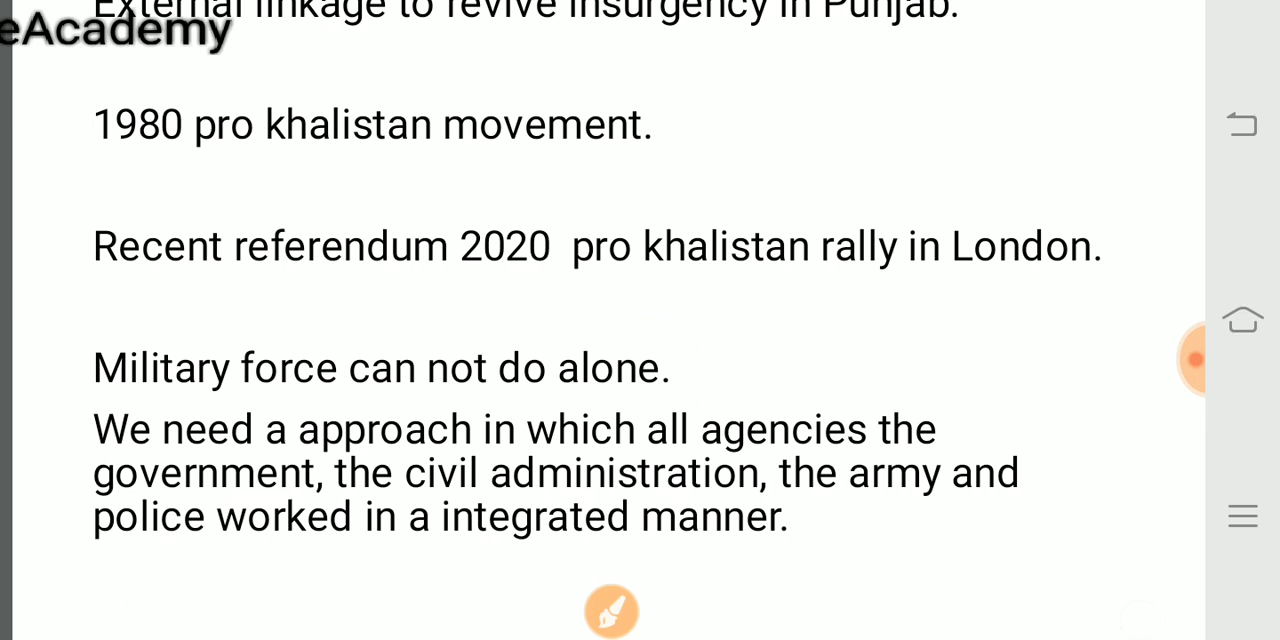 External linkage to revive insurgency in Punjab.
eAcademy
1980 pro khalistan movement.
Recent referendum 2020 pro khalistan rally in London.
Military force can not do alone.
We need a approach in which all agencies the
government, the civil administration, the army and
police worked in a integrated manner.